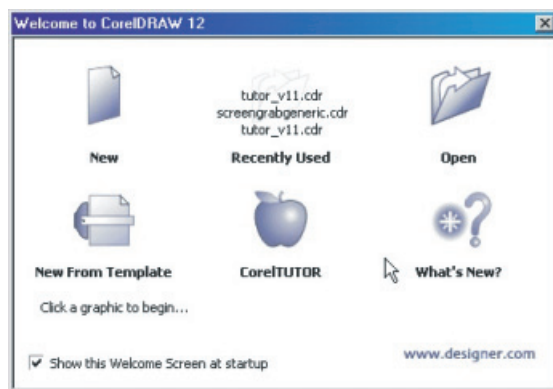 Welcome to CorelDRAW 12
tutor_v11.cdr
screengrabgeneric.cdr
tutor_v11.cdr
New
Recently Used
Open
New From Template
CorelTUTOR
What's New?
Click a graphic to begin...
Show this Welcome Screen at startup
www.designer.com